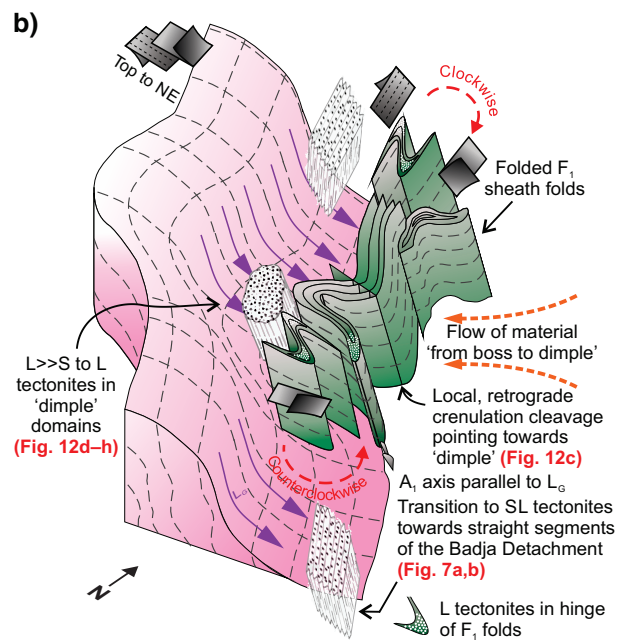 b)
Top to NE
Clockwise
Folded F1
sheath folds
Flow of material
‘from boss to dimple’
L>>S to L
tectonites in
‘dimple’
domains
(Fig. 12d–h)
Local, retrograde
crenulation cleavage
pointing towards
‘dimple’ (Fig. 12c)
Counterclockwise
LG
A1 axis parallel to LG
Transition to SL tectonites
towards straight segments
of the Badja Detachment
(Fig. 7a,b)
N
L tectonites in hinge
of F1 folds